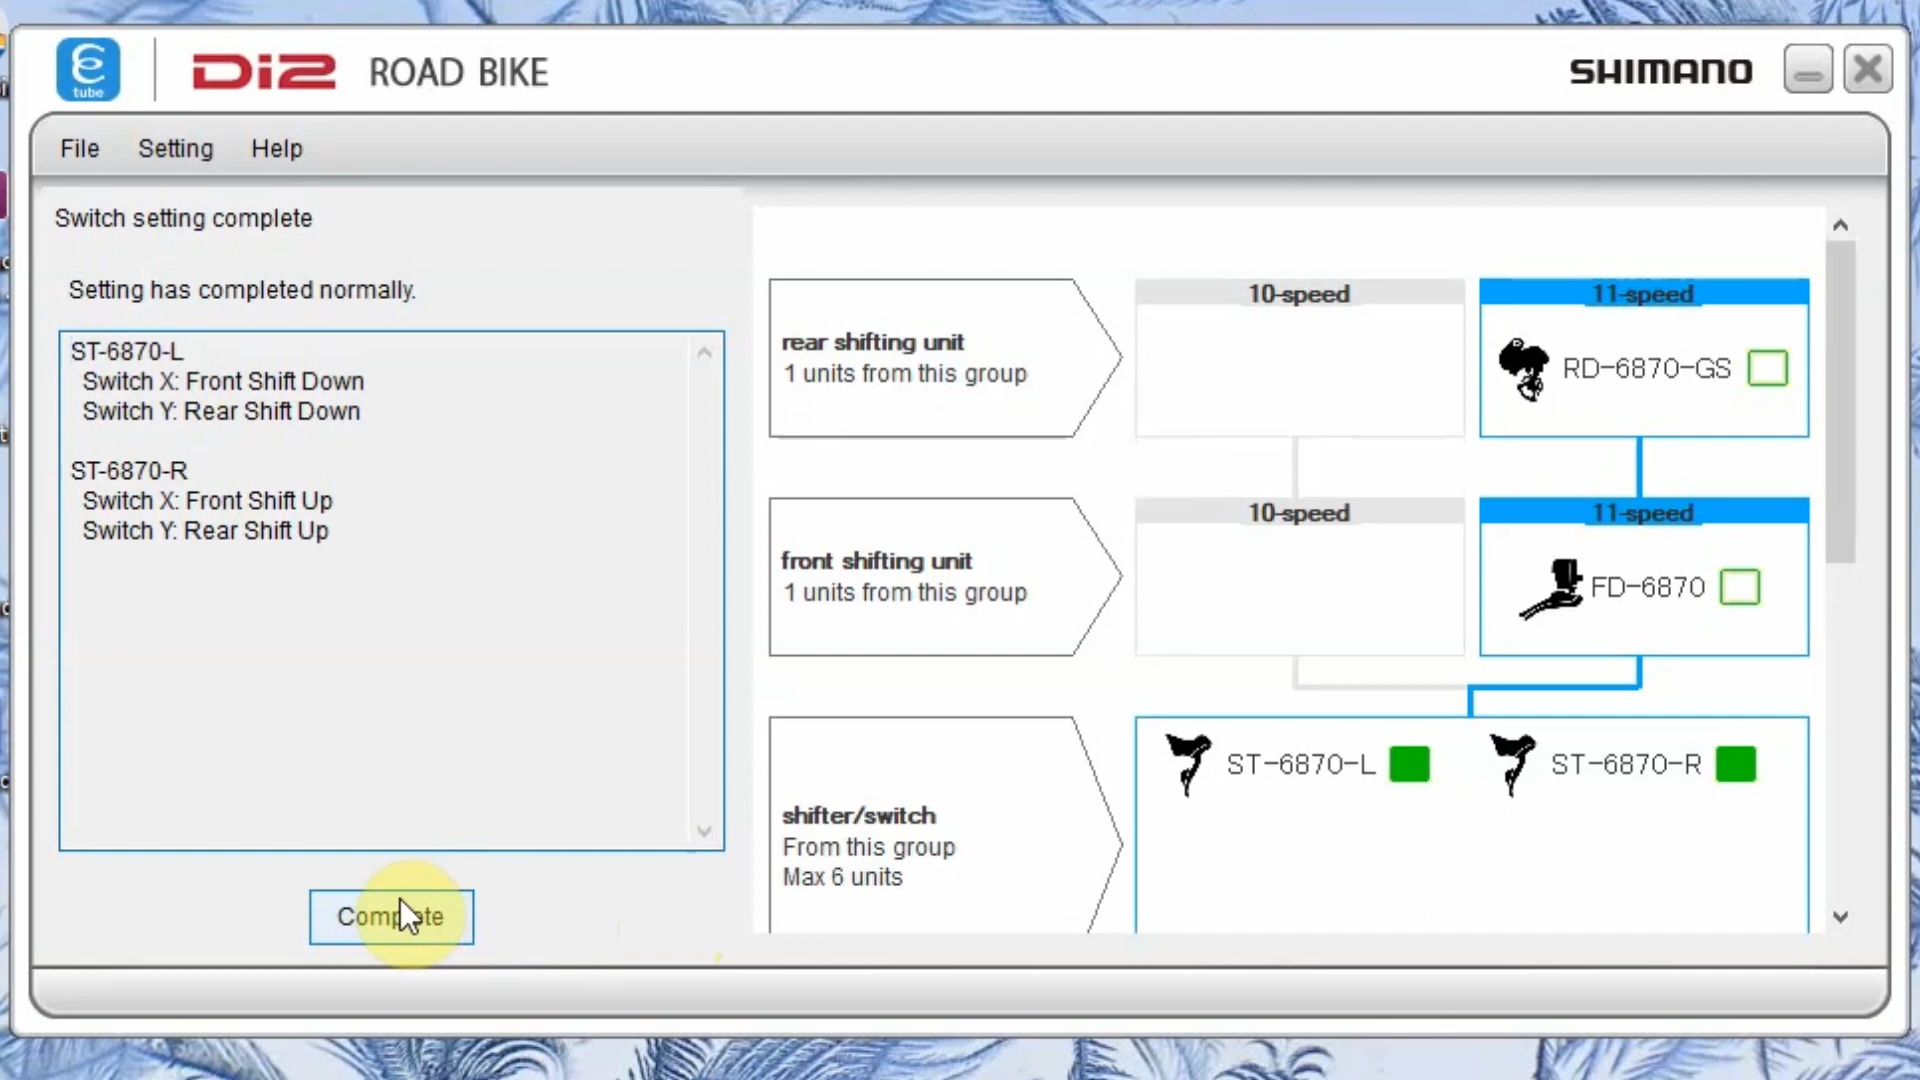 e
tube
Di2 ROAD BIKE
SHIMANO
File Setting Help
Switch setting complete
Setting has completed normally.
ST-6870-L
Switch X: Front Shift Down
Switch Y: Rear Shift Down
ST-6870-R
Switch X: Front Shift Up
Switch Y: Rear Shift Up
Complete
rear shifting unit
1 units from this group
10-speed
11-speed
RD-6870-GS
front shifting unit
1 units from this group
10-speed
11-speed
FD-6870
shifter/switch
From this group
Max 6 units
ST-6870-L
ST-6870-R